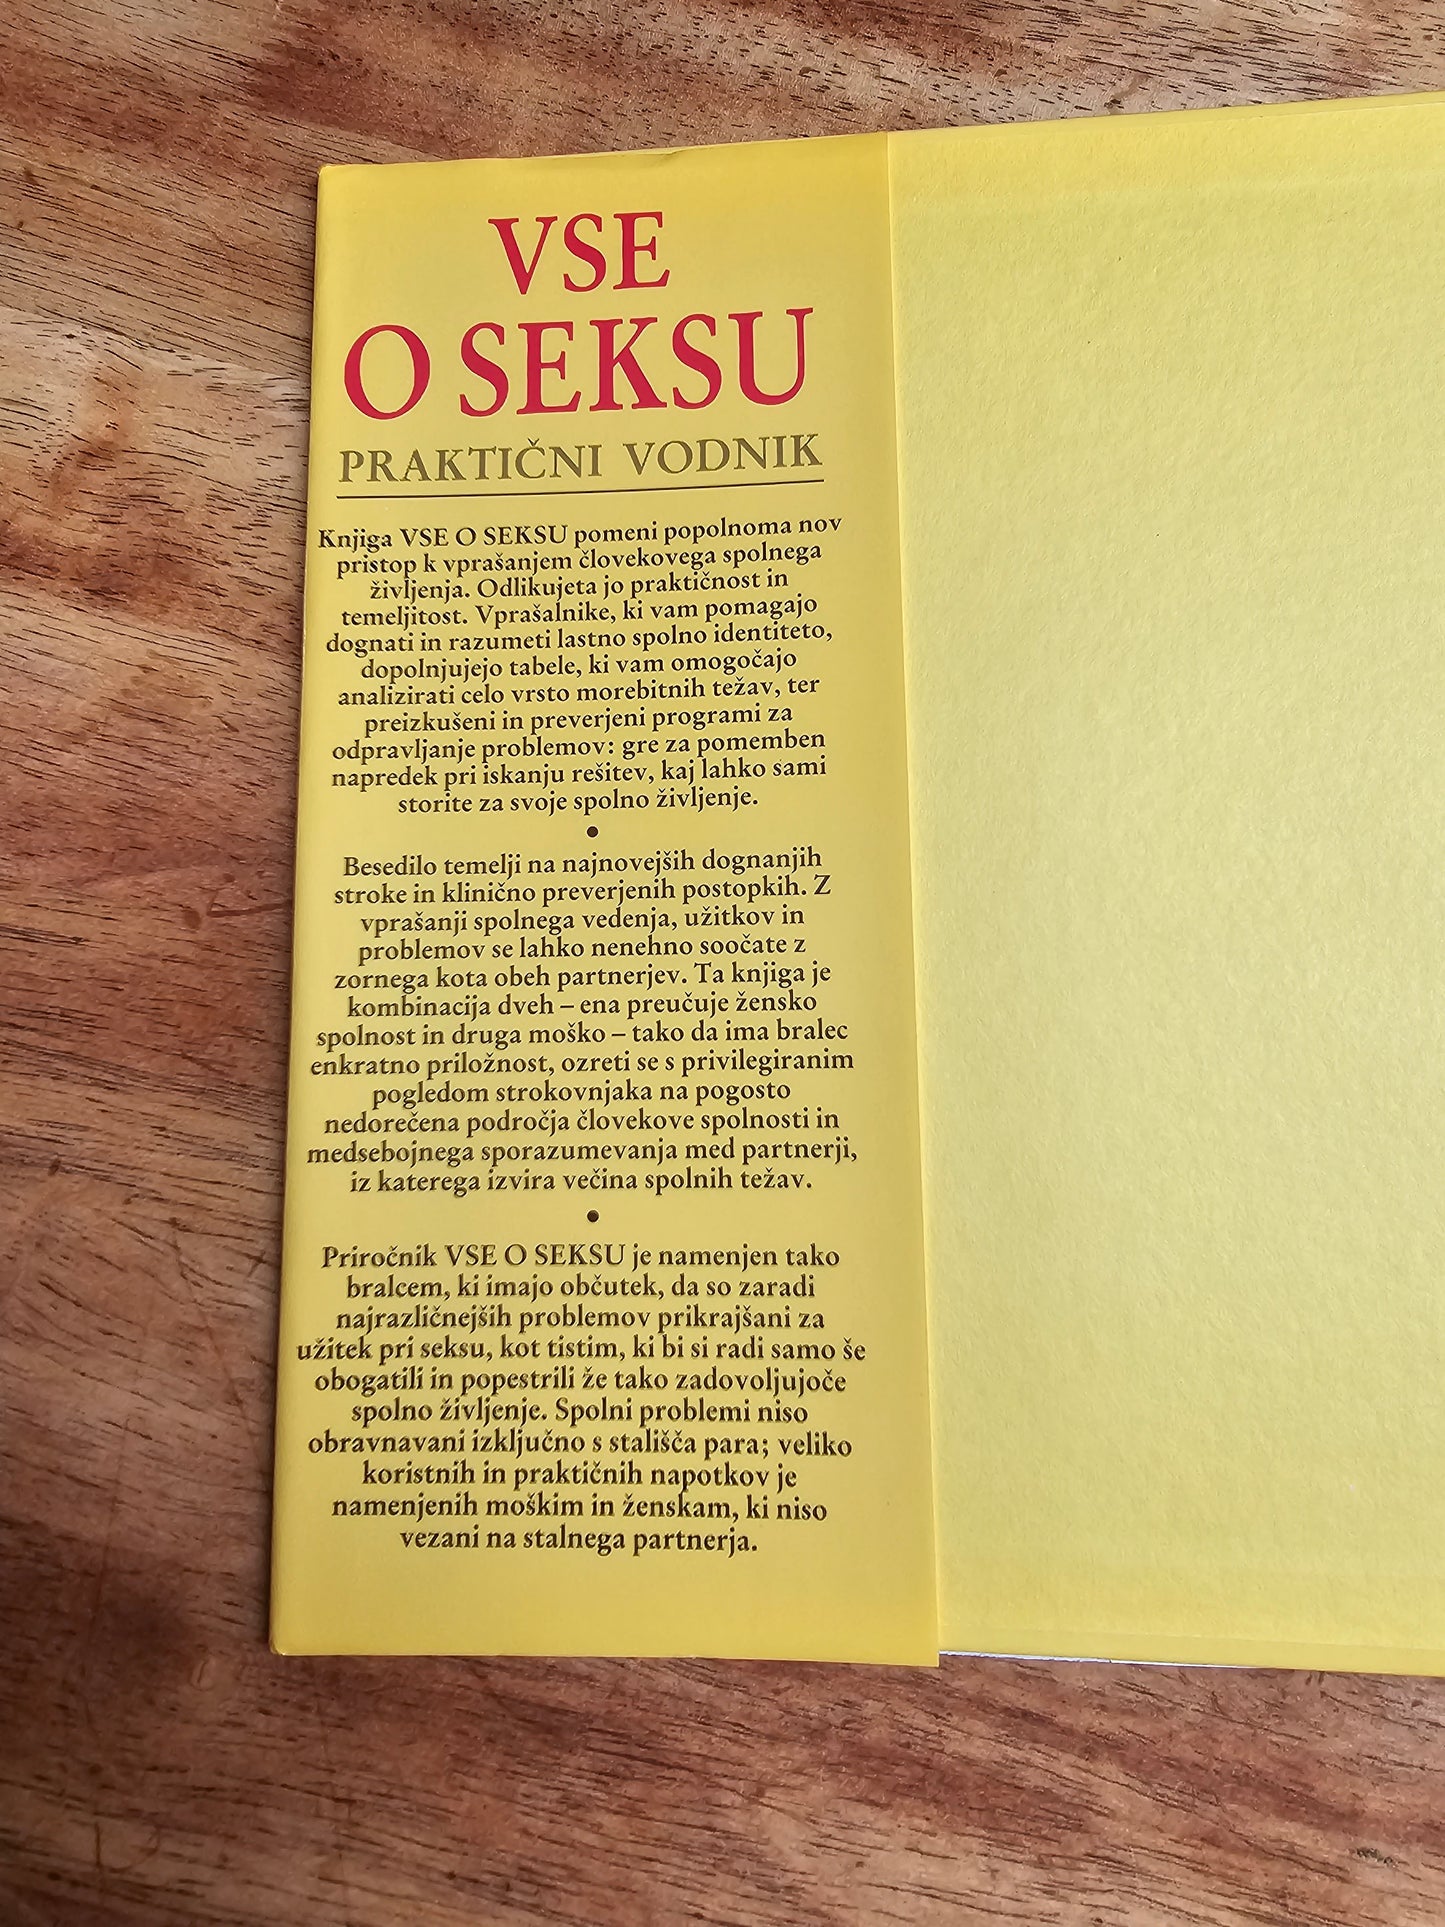 VSE
O SEKSU
PRAKTIČNI VODNIK
Knjiga VSE O SEKSU pomeni popolnoma nov
pristop k vprašanjem človekovega spolnega
življenja. Odlikujeta jo praktičnost in
temeljitost. Vprašalnike, ki vam pomagajo
dognati in razumeti lastno spolno identiteto,
dopolnjujejo tabele, ki vam omogočajo
analizirati celo vrsto morebitnih težav, ter
preizkušeni in preverjeni programi za
odpravljanje problemov: gre za pomemben
napredek pri iskanju rešitev, kaj lahko sami
storite za svoje spolno življenje.
•
Besedilo temelji na najnovejših dognanjih
stroke in klinično preverjenih postopkih. Z
vprašanji spolnega vedenja, užitkov in
problemov se lahko nenehno soočate z
zornega kota obeh partnerjev. Ta knjiga je
kombinacija dveh – ena preučuje žensko
spolnost in druga moško – tako da ima bralec
enkratno priložnost, ozreti se s privilegiranim
pogledom strokovnjaka na pogosto
nedorečena področja človekove spolnosti in
medsebojnega sporazumevanja med partnerji,
iz katerega izvira večina spolnih težav.
•
Priročnik VSE O SEKSU je namenjen tako
bralcem, ki imajo občutek, da so zaradi
najrazličnejših problemov prikrajšani za
užitek pri seksu, kot tistim, ki bi si radi samo še
obogatili in popestrili že tako zadovoljujoče
spolno življenje. Spolni problemi niso
obravnavani izključno s stališča para; veliko
koristnih in praktičnih napotkov je
namenjenih moškim in ženskam, ki niso
vezani na stalnega partnerja.